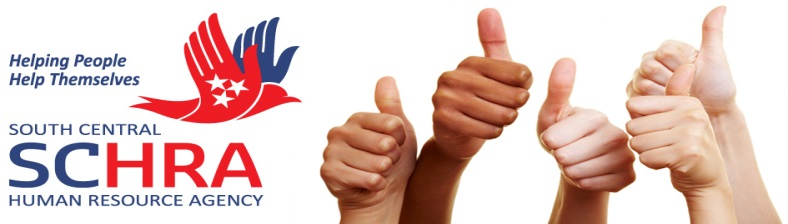 Helping People
Help Themselves
SOUTH CENTRAL
SCHRA
HUMAN RESOURCE AGENCY